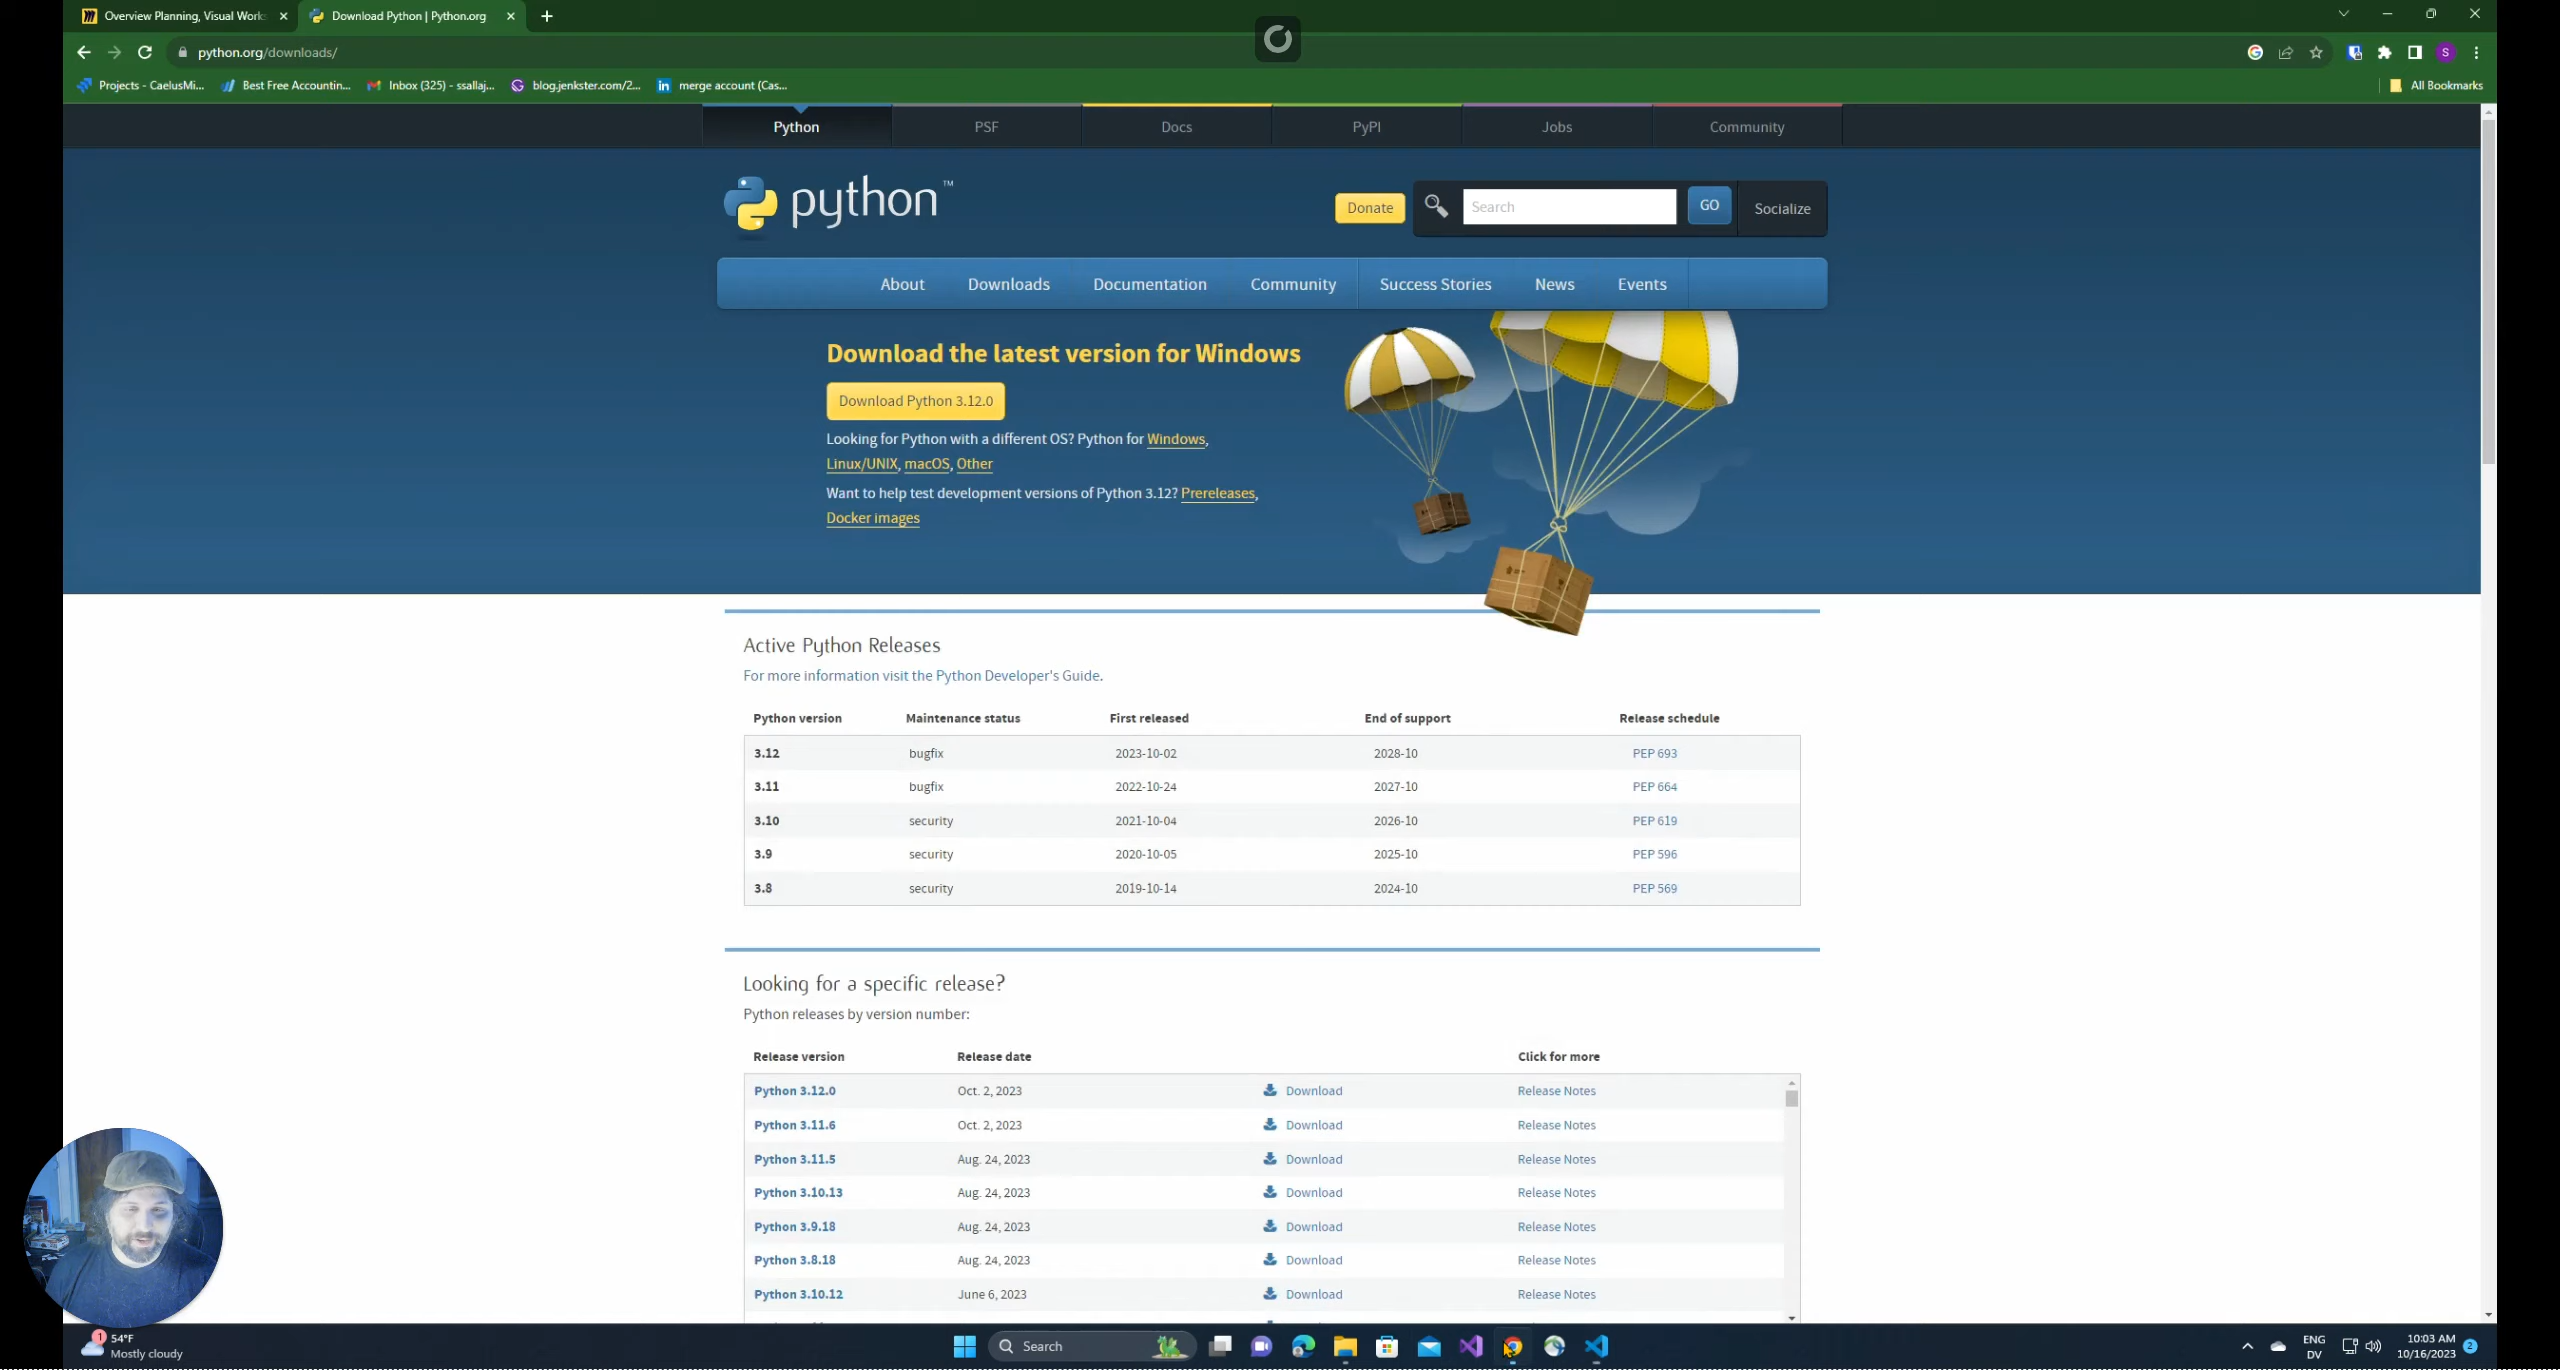 Overview Planning, Visual Works
Download Python | Python.org
python.org/downloads/
S
Projects - CaelusMi...
Best Free Accountin...
Inbox (325) - ssallaj...
blog.jenkster.com/2...
merge account (Cas...
All Bookmarks
Python
PSF
Docs
PyPI
Jobs
Community
python™
Donate
Search
GO
Socialize
About
Downloads
Documentation
Community
Success Stories
News
Events
Download the latest version for Windows
Download Python 3.12.0
Looking for Python with a different OS? Python for Windows,
Linux/UNIX, macOS, Other
Want to help test development versions of Python 3.12? Prereleases,
Docker images
Active Python Releases
For more information visit the Python Developer's Guide.
Python version Maintenance status First released End of support Release schedule
3.12 bugfix 2023-10-02 2028-10 PEP 693
3.11 bugfix 2022-10-24 2027-10 PEP 664
3.10 security 2021-10-04 2026-10 PEP 619
3.9 security 2020-10-05 2025-10 PEP 596
3.8 security 2019-10-14 2024-10 PEP 569
Looking for a specific release?
Python releases by version number:
Release version Release date Click for more
Python 3.12.0 Oct. 2, 2023 Download Release Notes
Python 3.11.6 Oct. 2, 2023 Download Release Notes
Python 3.11.5 Aug. 24, 2023 Download Release Notes
Python 3.10.13 Aug. 24, 2023 Download Release Notes
Python 3.9.18 Aug. 24, 2023 Download Release Notes
Python 3.8.18 Aug. 24, 2023 Download Release Notes
Python 3.10.12 June 6, 2023 Download Release Notes
1
54°F
Mostly cloudy
Search
ENG
DV
10:03 AM
10/16/2023
2